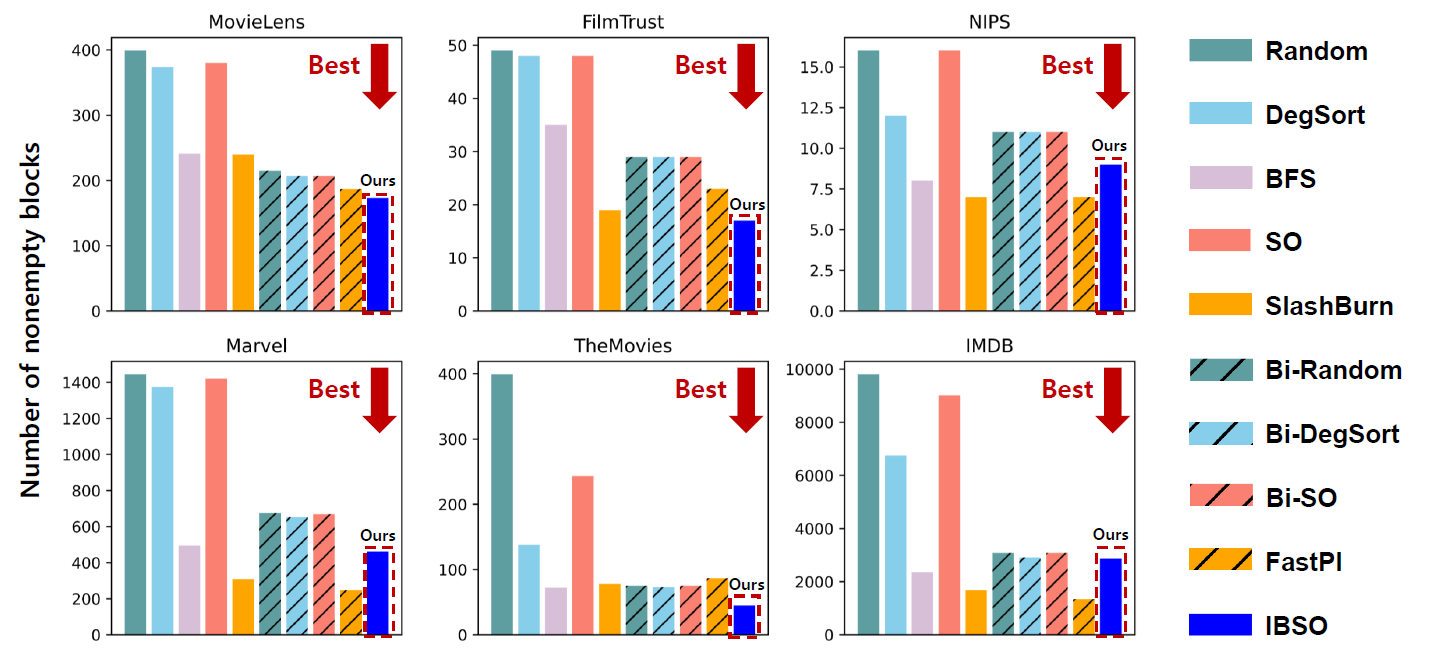 Number of nonempty blocks
MovieLens
400
300
200
100
0
Best
Ours
FilmTrust
50
40
30
20
10
0
Best
Ours
NIPS
15.0
12.5
10.0
7.5
5.0
2.5
0.0
Best
Ours
Marvel
1400
1200
1000
800
600
400
200
0
Best
Ours
TheMovies
400
300
200
100
0
Best
Ours
IMDB
10000
8000
6000
4000
2000
0
Best
Ours
Random
DegSort
BFS
SO
SlashBurn
Bi-Random
Bi-DegSort
Bi-SO
FastPI
IBSO